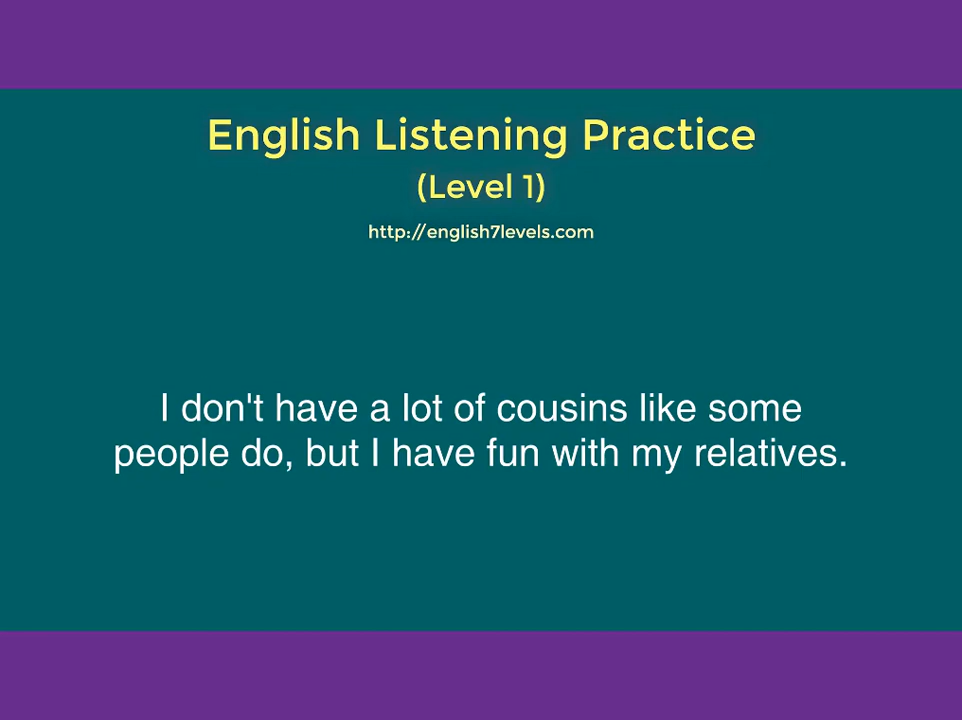 English Listening Practice
(Level 1)
http://english7levels.com
I don't have a lot of cousins like some
people do, but I have fun with my relatives.